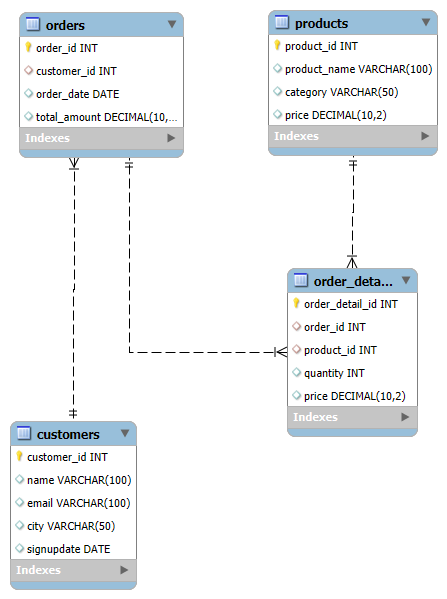 orders
order_id INT
customer_id INT
order_date DATE
total_amount DECIMAL(10,...
Indexes
products
product_id INT
product_name VARCHAR(100)
category VARCHAR(50)
price DECIMAL(10,2)
Indexes
order_deta...
order_detail_id INT
order_id INT
product_id INT
quantity INT
price DECIMAL(10,2)
Indexes
customers
customer_id INT
name VARCHAR(100)
email VARCHAR(100)
city VARCHAR(50)
signupdate DATE
Indexes